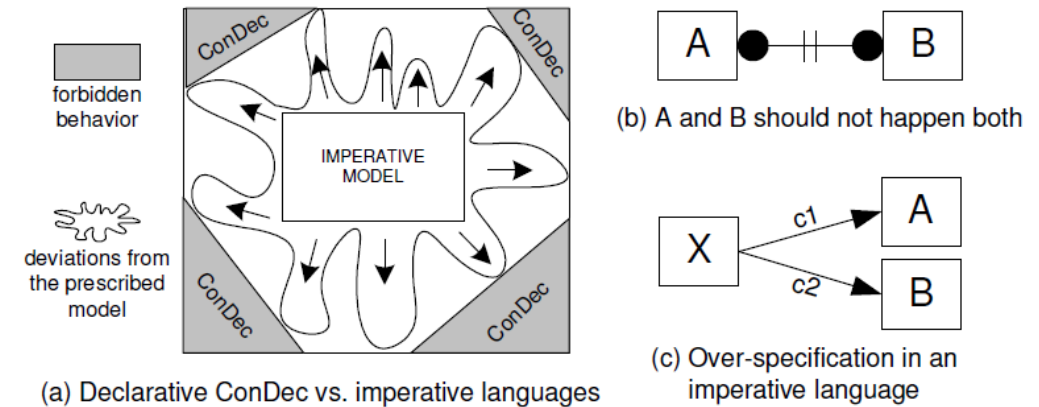 forbidden
behavior
deviations from
the prescribed
model
ConDec
ConDec
IMPERATIVE
MODEL
ConDec
ConDec
(a) Declarative ConDec vs. imperative languages
A
B
(b) A and B should not happen both
X
c1
c2
A
B
(c) Over-specification in an
imperative language